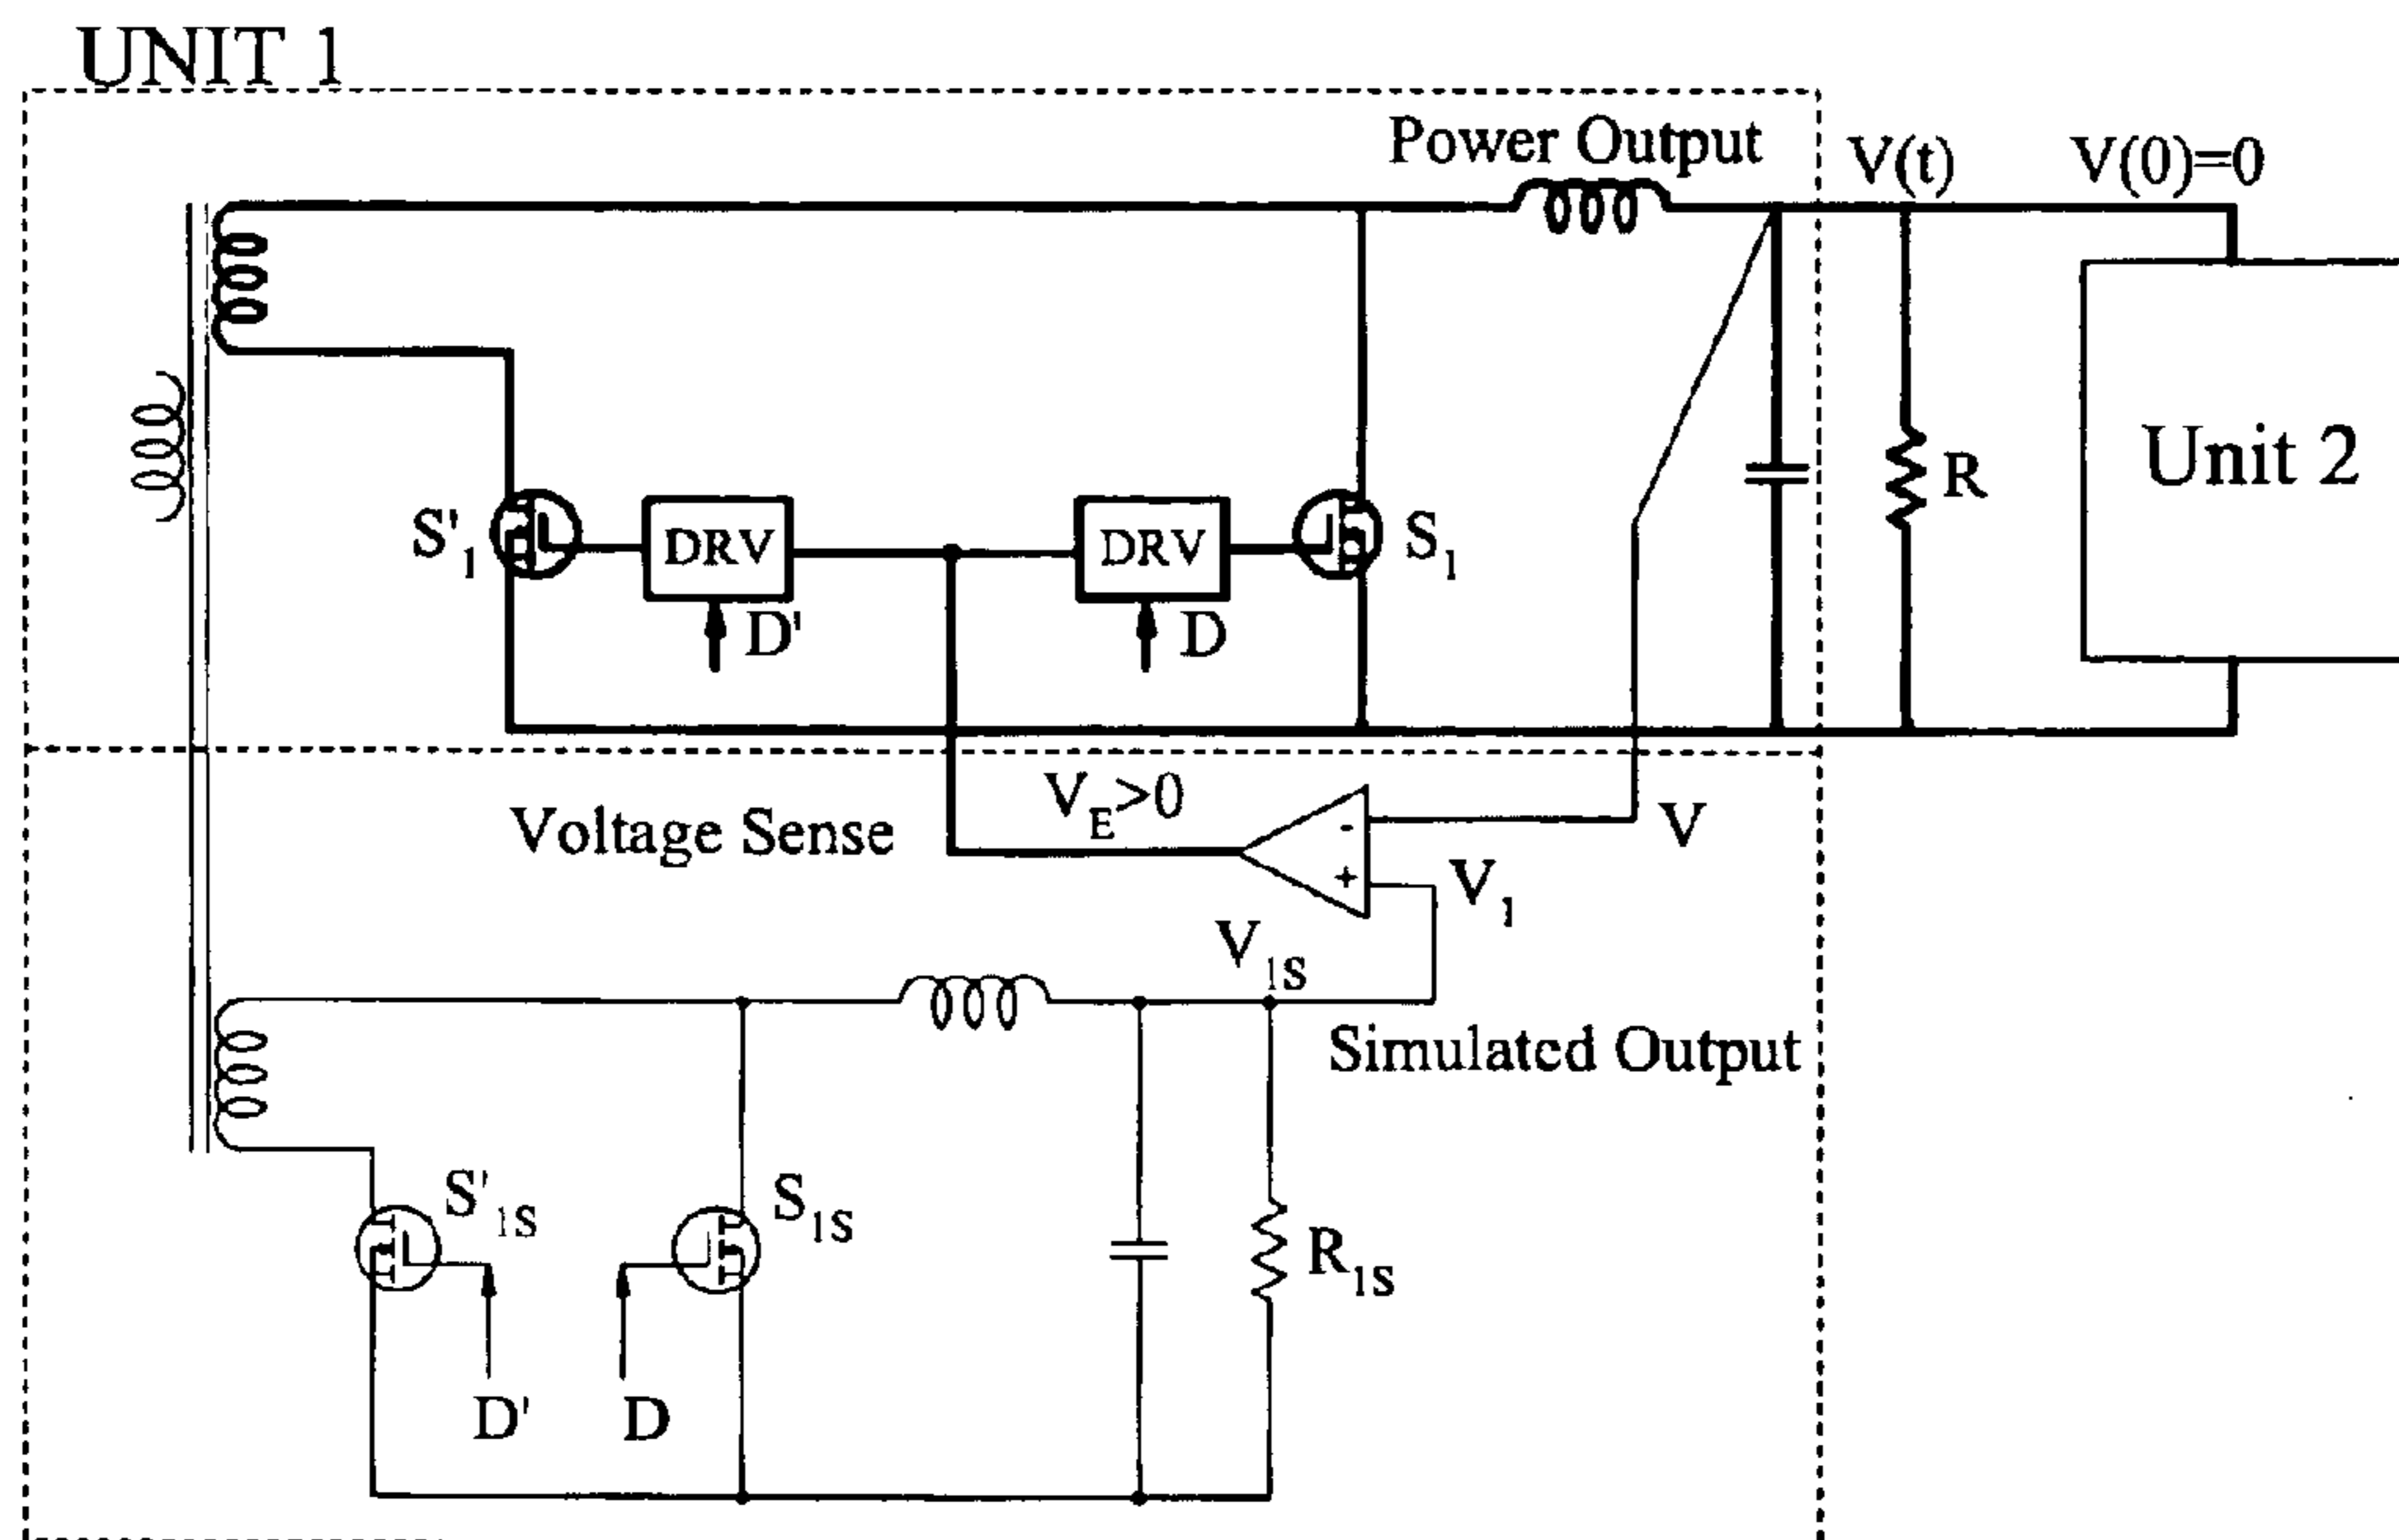 UNIT 1
Power Output
V(t)
V(0)=0
S'1
DRV
DRV
S1
R
Unit 2
D'
D
Voltage Sense
VE>0
-
V
+
V1
V1S
Simulated Output
S'1S
S1S
R1S
D'
D